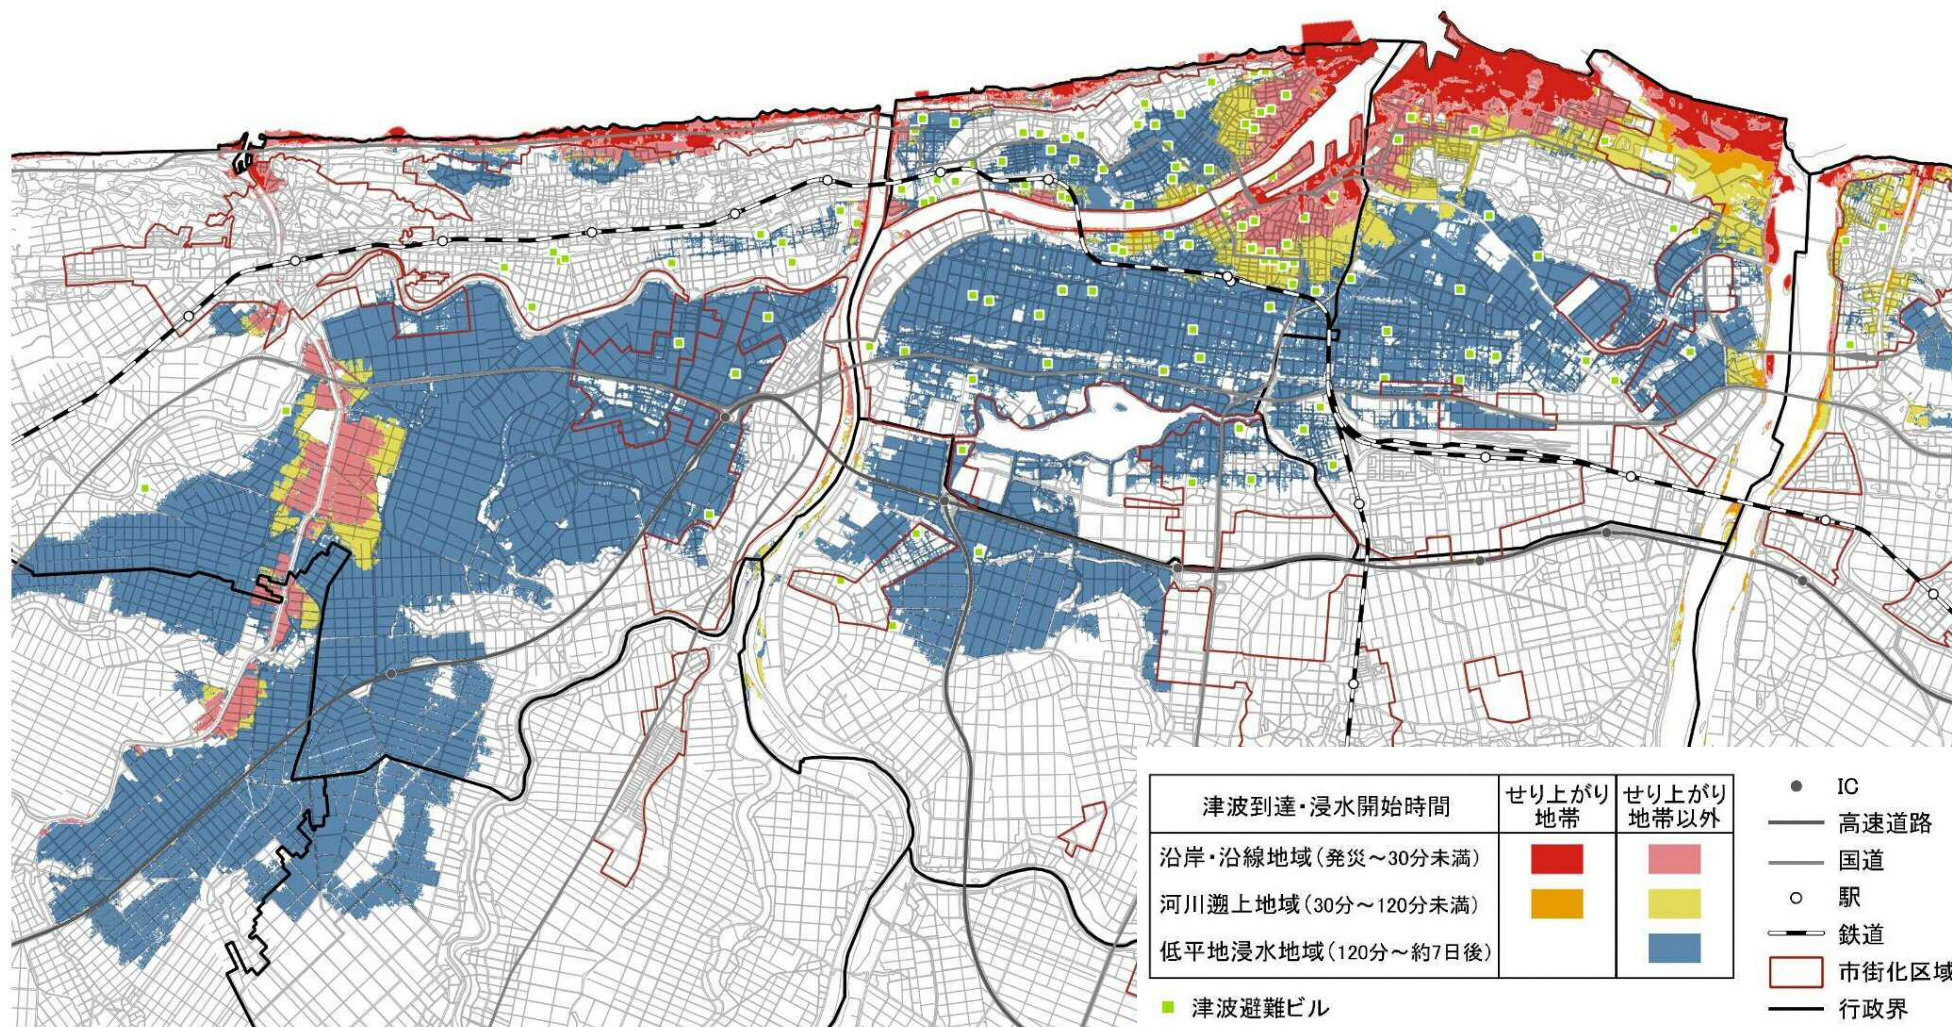 津波到達・浸水開始時間
せり上がり地帯
せり上がり地帯以外
沿岸・沿線地域(発災～30分未満)
河川遡上地域(30分～120分未満)
低平地浸水地域(120分～約7日後)
津波避難ビル
IC
高速道路
国道
駅
鉄道
市街化区域
行政界